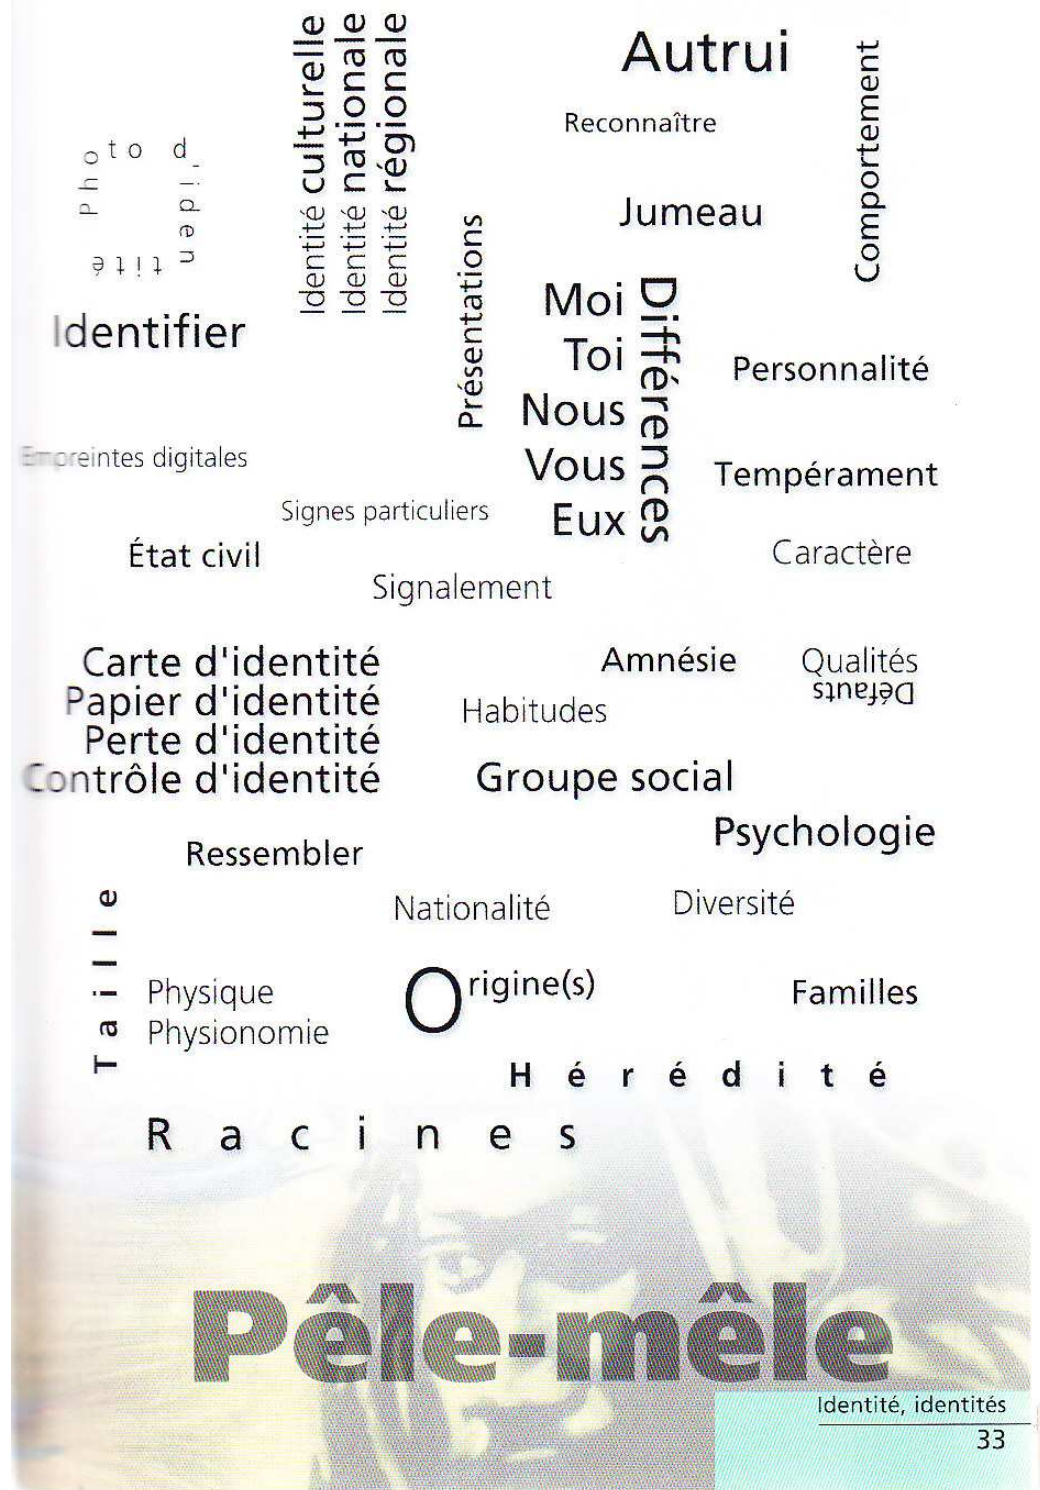 Identité culturelle
Identité nationale
Identité régionale
Autrui
Comportement
Reconnaître
Photo d'identité
Jumeau
Présentations
Identifier
Moi
Toi
Nous
Vous
Eux
Différences
Personnalité
Empreintes digitales
Tempérament
Signes particuliers
État civil
Caractère
Signalement
Carte d'identité
Papier d'identité
Perte d'identité
Contrôle d'identité
Amnésie
Qualités
Défauts
Habitudes
Groupe social
Psychologie
Ressembler
Taille
Nationalité
Diversité
Physique
Physionomie
Origine(s)
Familles
Hérédité
Racines
Pêle-mêle
Identité, identités
33